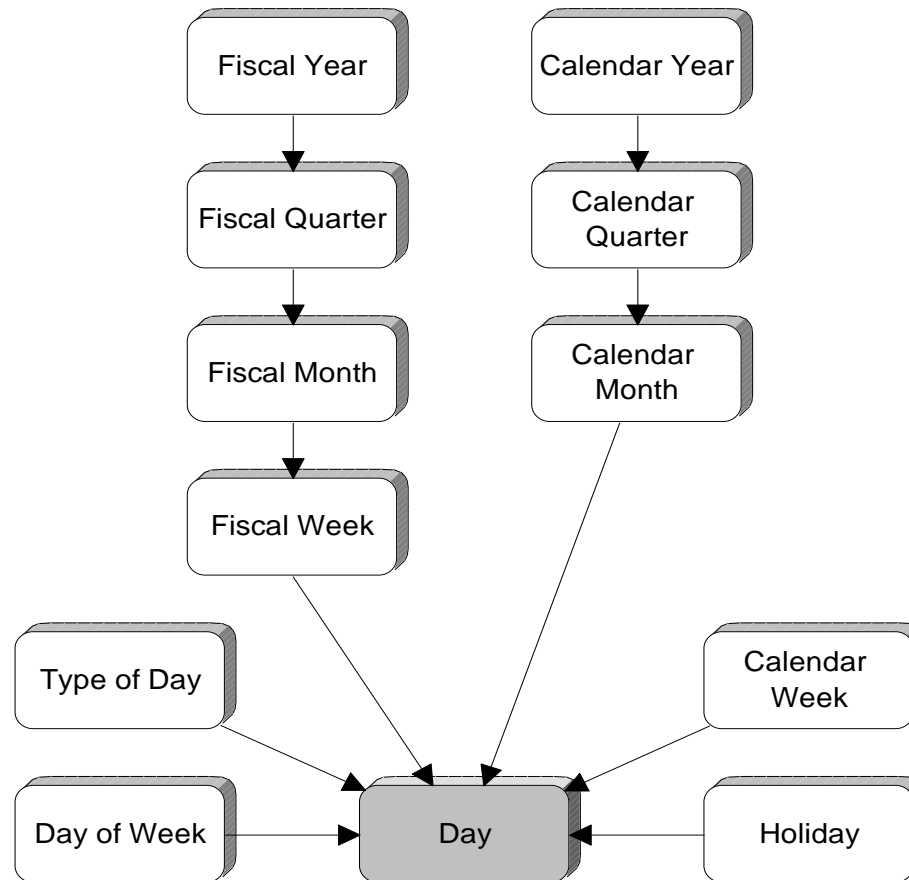 Fiscal Year
Calendar Year
Fiscal Quarter
Calendar
Quarter
Fiscal Month
Calendar
Month
Fiscal Week
Type of Day
Calendar
Week
Day of Week
Day
Holiday